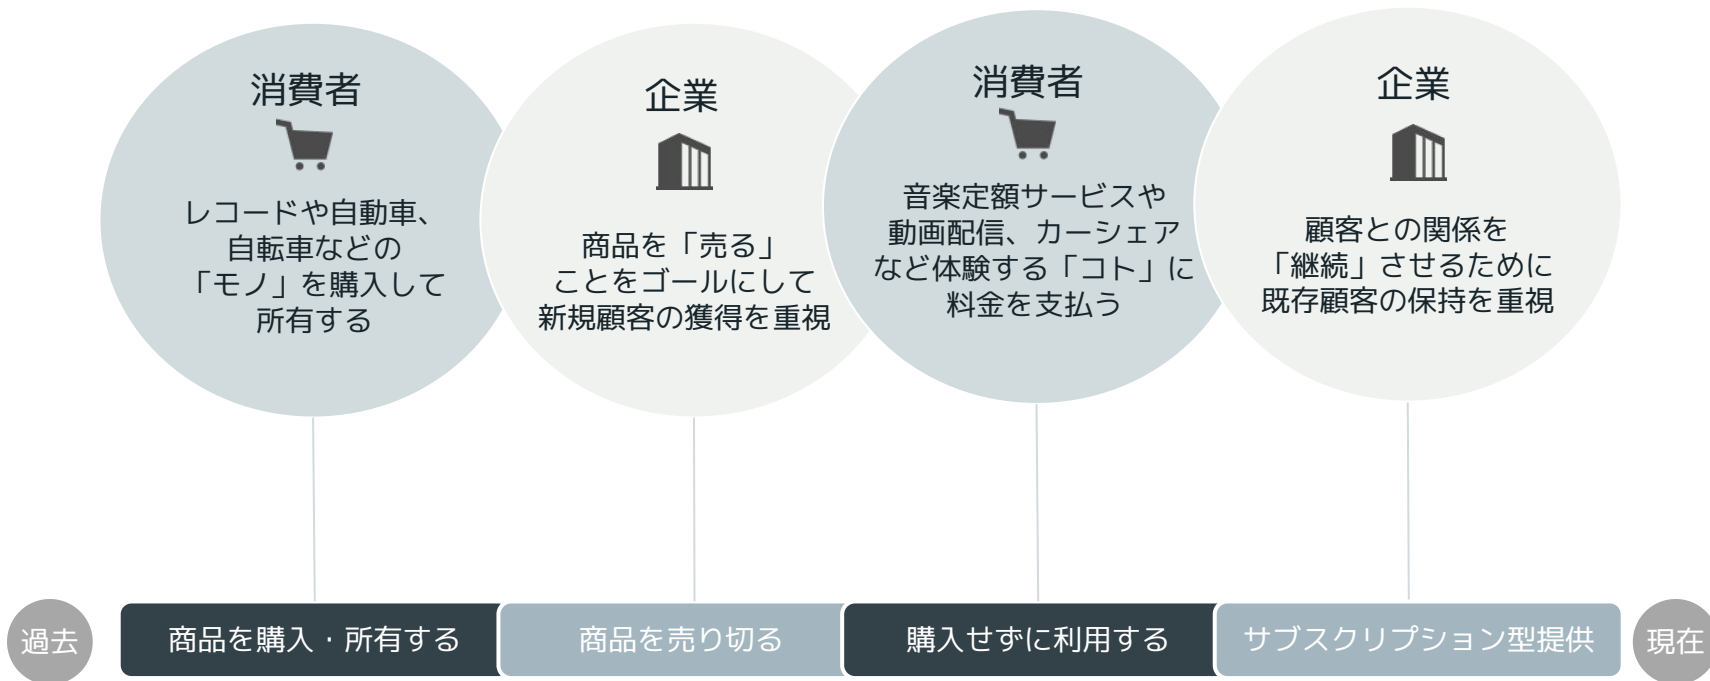 消費者
レコードや自動車、
自転車などの
「モノ」を購入して
所有する
企業
商品を「売る」
ことをゴールにして
新規顧客の獲得を重視
消費者
音楽定額サービスや
動画配信、カーシェア
など体験する「コト」に
料金を支払う
企業
顧客との関係を
「継続」させるために
既存顧客の保持を重視
過去
商品を購入・所有する
商品を売り切る
購入せずに利用する
サブスクリプション型提供
現在